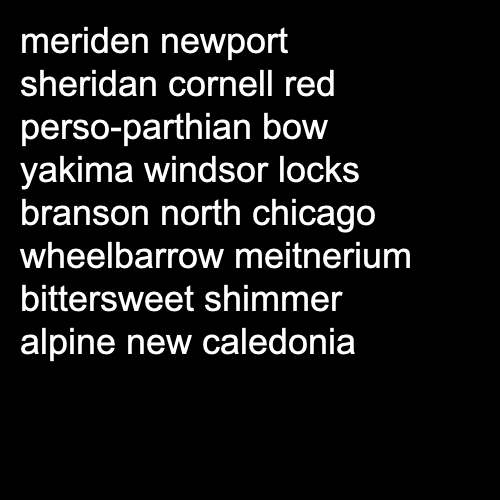 meriden newport
sheridan cornell red
perso-parthian bow
yakima windsor locks
branson north chicago
wheelbarrow meitnerium
bittersweet shimmer
alpine new caledonia